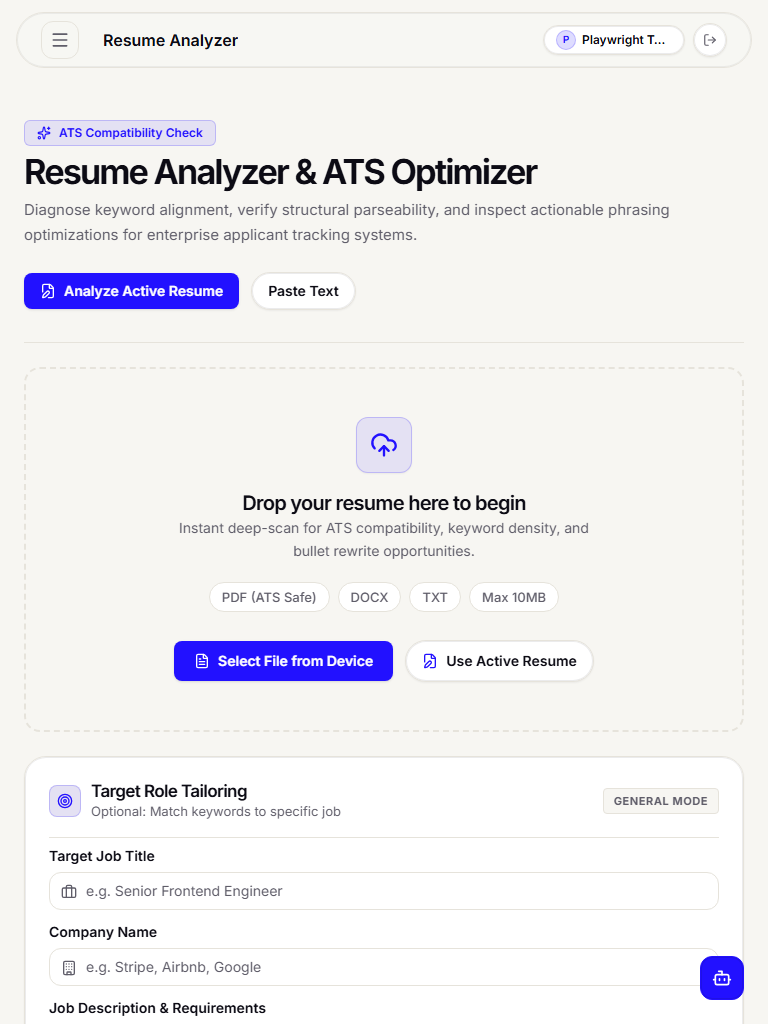 Resume Analyzer
P
Playwright T...
ATS Compatibility Check
Resume Analyzer & ATS Optimizer
Diagnose keyword alignment, verify structural parseability, and inspect actionable phrasing
optimizations for enterprise applicant tracking systems.
Analyze Active Resume
Paste Text
Drop your resume here to begin
Instant deep-scan for ATS compatibility, keyword density, and
bullet rewrite opportunities.
PDF (ATS Safe)
DOCX
TXT
Max 10MB
Select File from Device
Use Active Resume
Target Role Tailoring
Optional: Match keywords to specific job
GENERAL MODE
Target Job Title
e.g. Senior Frontend Engineer
Company Name
e.g. Stripe, Airbnb, Google
Job Description & Requirements